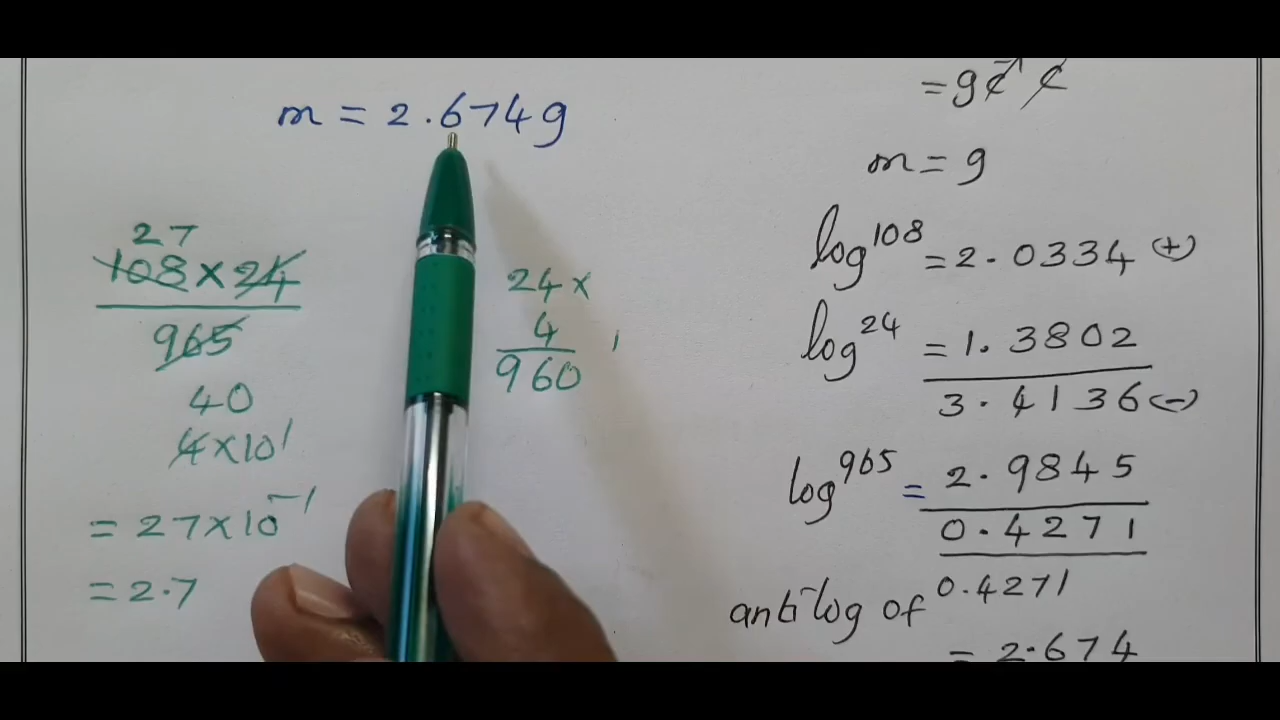 m = 2.674g
27
108 × 24
965
40
4 × 10¹
= 27 × 10⁻¹
= 2.7
24 ×
4
960
= g c⁻¹ c
m = g
log 108 = 2.0334 (+)
log 24 = 1.3802
3.4136 (-)
log 965 = 2.9845
0.4271
antilog of 0.4271
= 2.674